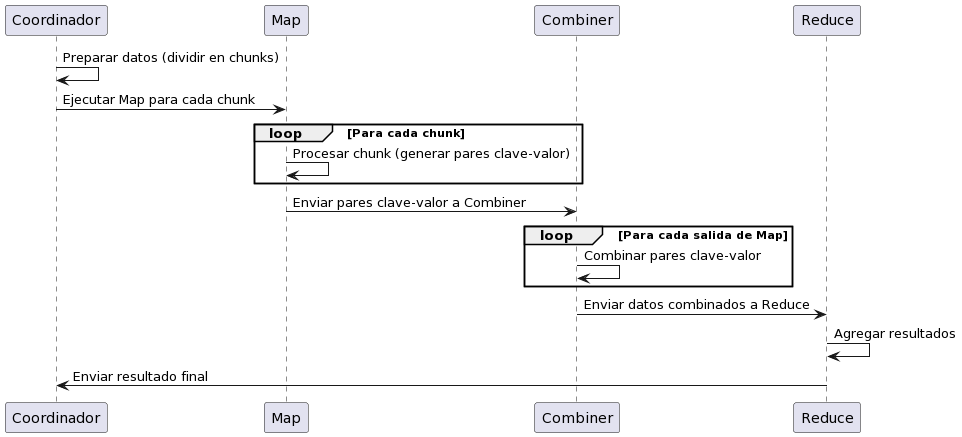 Coordinador Map Combiner Reduce
Preparar datos (dividir en chunks)
Ejecutar Map para cada chunk
loop [Para cada chunk]
Procesar chunk (generar pares clave-valor)
Enviar pares clave-valor a Combiner
loop [Para cada salida de Map]
Combinar pares clave-valor
Enviar datos combinados a Reduce
Agregar resultados
Enviar resultado final
Coordinador Map Combiner Reduce